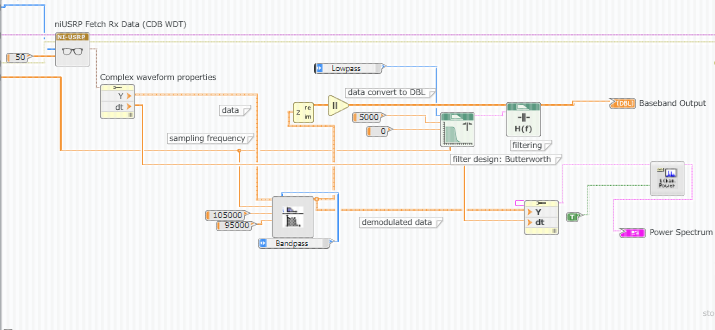 niUSRP Fetch Rx Data (CDB WDT)
NI-USRP
50
Complex waveform properties
Y
dt
data
sampling frequency
Lowpass
data convert to DBL
re
z
im
5000
0
H(f)
filtering
filter design: Butterworth
DBL
Baseband Output
105000
95000
Bandpass
demodulated data
Y
dt
T
Power
Power Spectrum